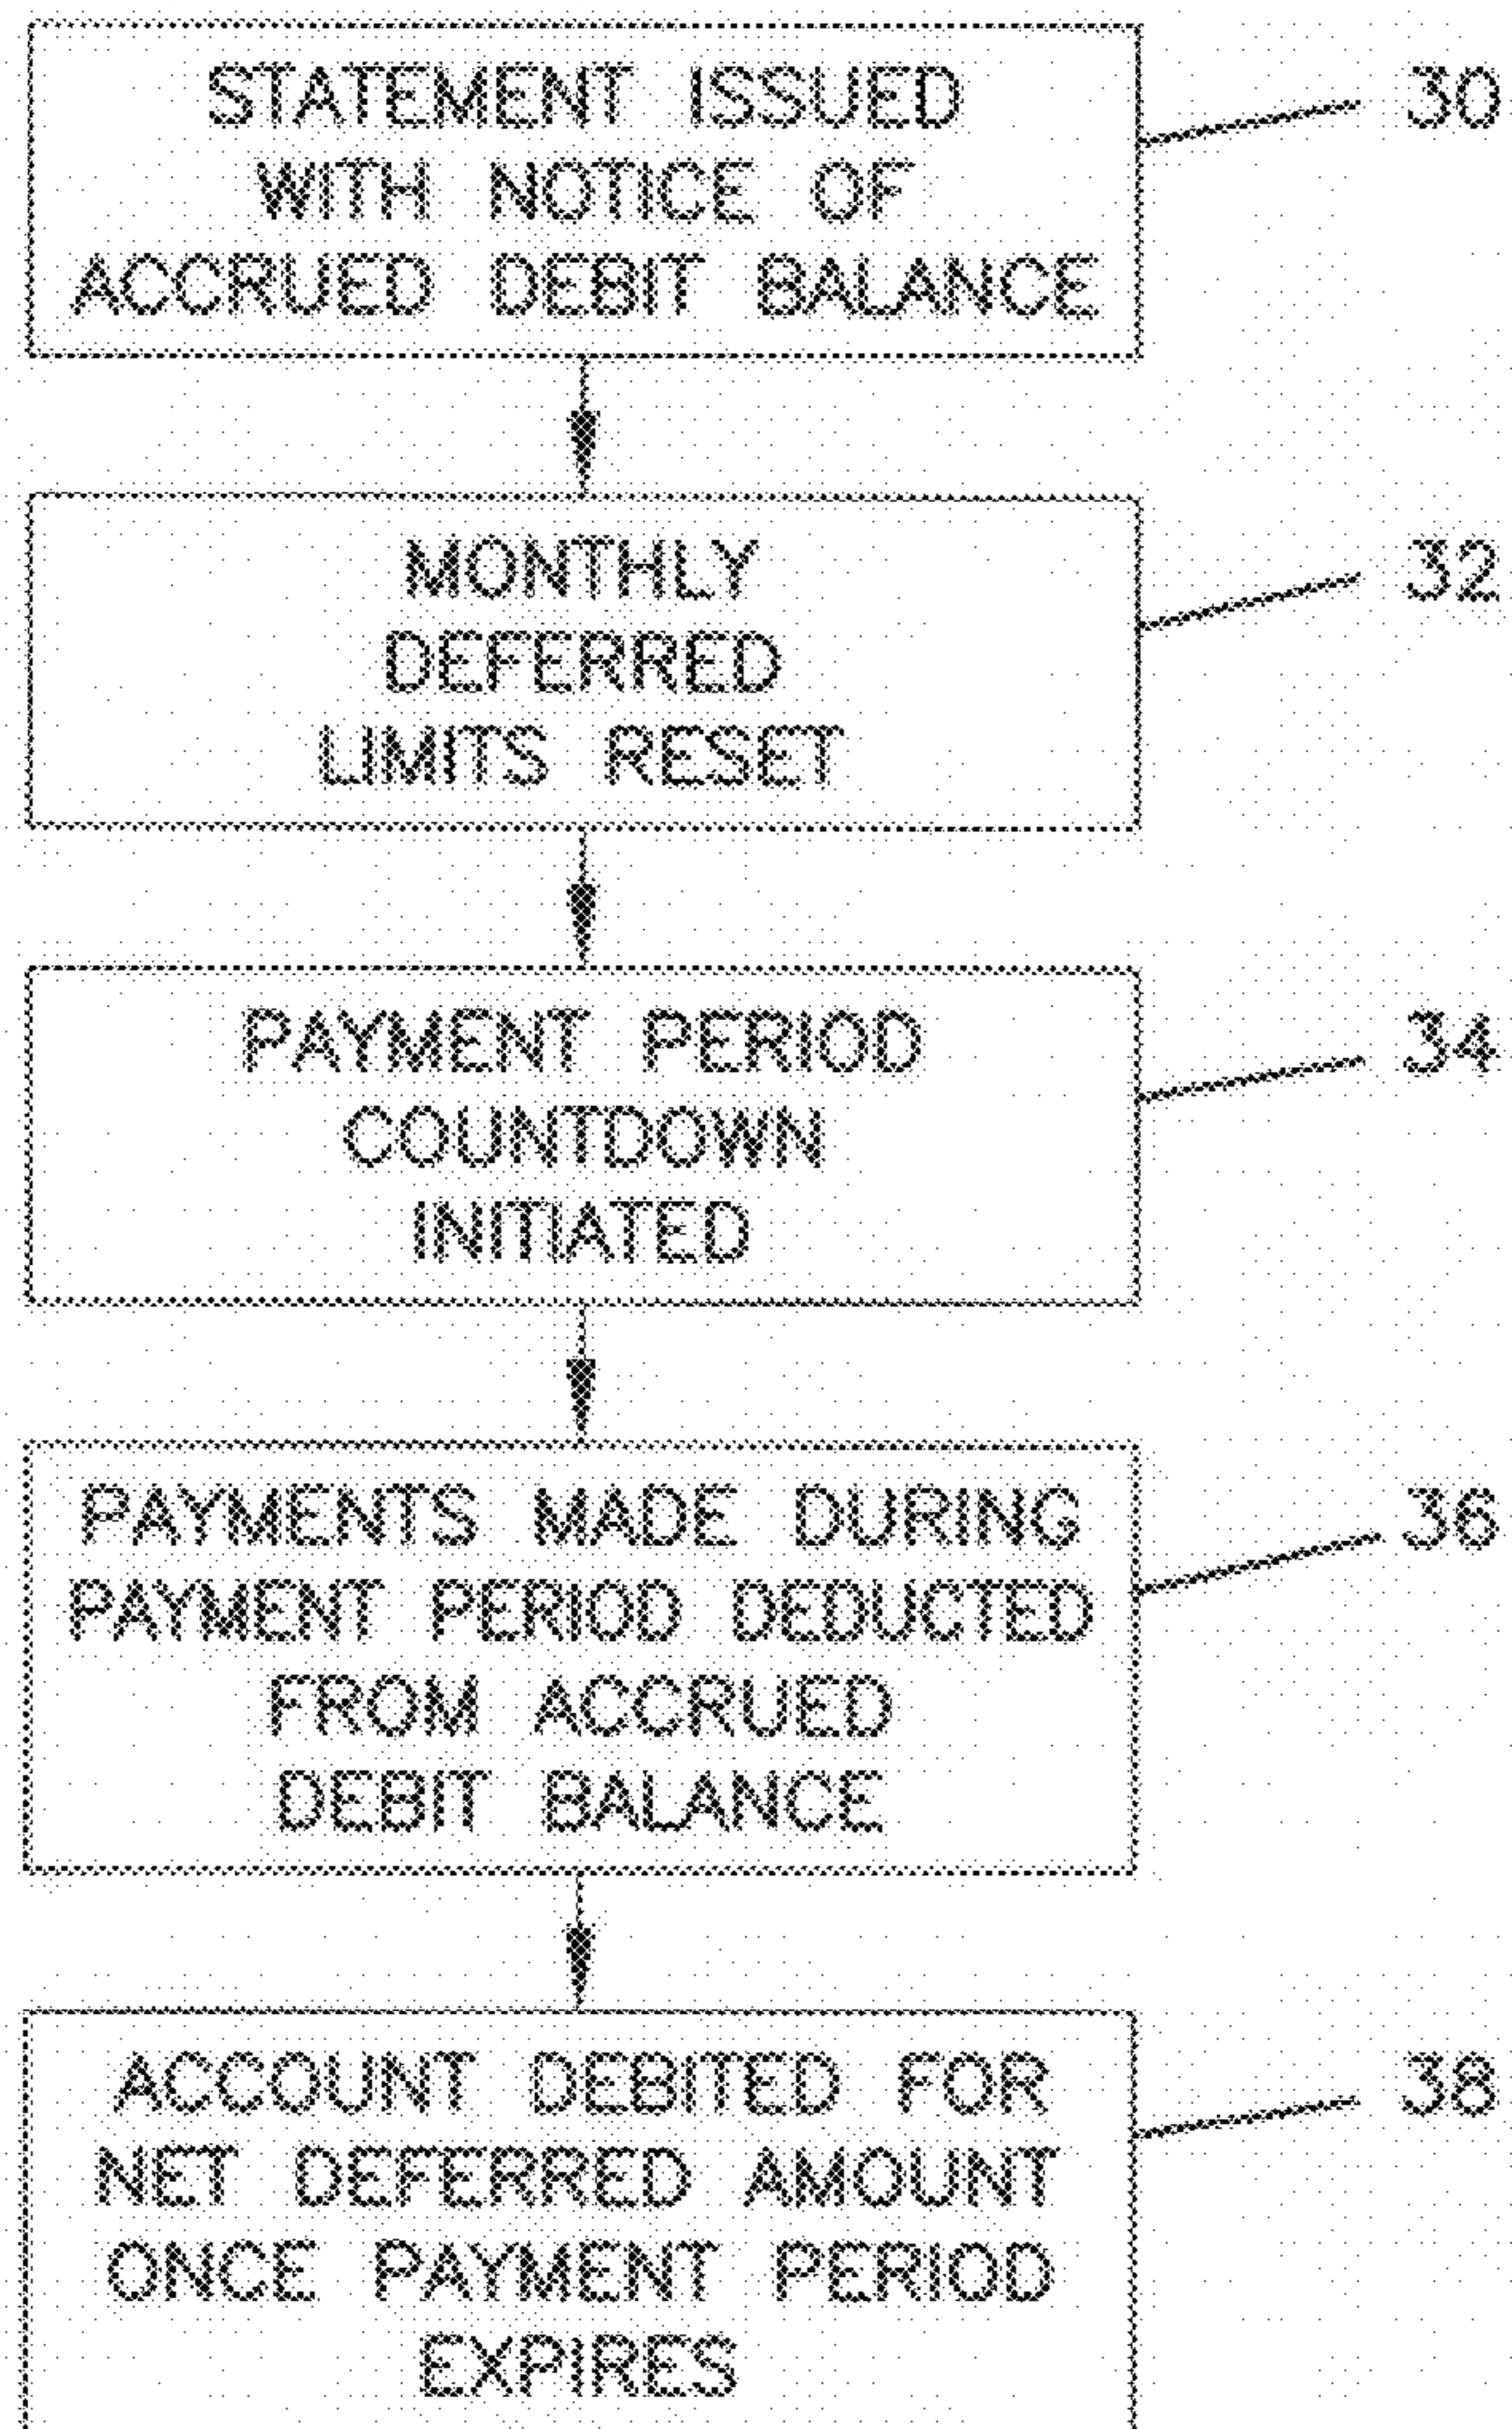 STATEMENT ISSUED
WITH NOTICE OF
ACCRUED DEBIT BALANCE
30
MONTHLY
DEFERRED
LIMITS RESET
32
PAYMENT PERIOD
COUNTDOWN
INITIATED
34
PAYMENTS MADE DURING
PAYMENT PERIOD DEDUCTED
FROM ACCRUED
DEBIT BALANCE
36
ACCOUNT DEBITED FOR
NET DEFERRED AMOUNT
ONCE PAYMENT PERIOD
EXPIRES
38